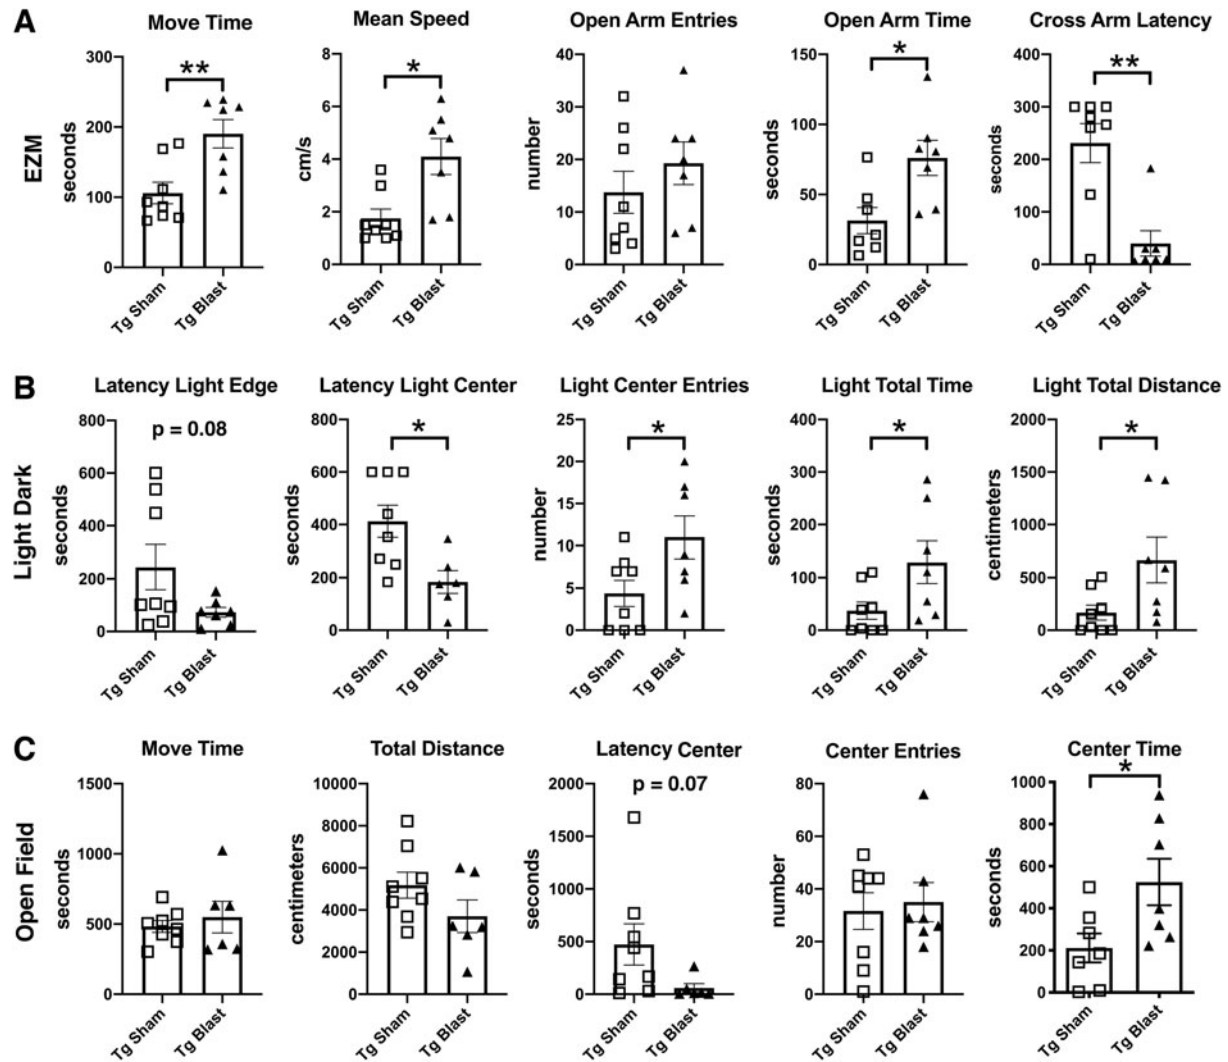 A
Move Time
Mean Speed
Open Arm Entries
Open Arm Time
Cross Arm Latency
EZM
seconds
300
200
100
0
**
Tg Sham
Tg Blast
cm/s
8
6
4
2
0
*
Tg Sham
Tg Blast
number
40
30
20
10
0
Tg Sham
Tg Blast
seconds
150
100
50
0
*
Tg Sham
Tg Blast
seconds
400
300
200
100
0
**
Tg Sham
Tg Blast
B
Latency Light Edge
Latency Light Center
Light Center Entries
Light Total Time
Light Total Distance
Light Dark
seconds
800
600
400
200
0
p = 0.08
Tg Sham
Tg Blast
seconds
800
600
400
200
0
*
Tg Sham
Tg Blast
number
25
20
15
10
5
0
*
Tg Sham
Tg Blast
seconds
400
300
200
100
0
*
Tg Sham
Tg Blast
centimeters
2000
1500
1000
500
0
*
Tg Sham
Tg Blast
C
Move Time
Total Distance
Latency Center
Center Entries
Center Time
Open Field
seconds
1500
1000
500
0
Tg Sham
Tg Blast
centimeters
10000
8000
6000
4000
2000
0
Tg Sham
Tg Blast
seconds
2000
1500
1000
500
0
p = 0.07
Tg Sham
Tg Blast
number
80
60
40
20
0
Tg Sham
Tg Blast
seconds
1000
800
600
400
200
0
*
Tg Sham
Tg Blast